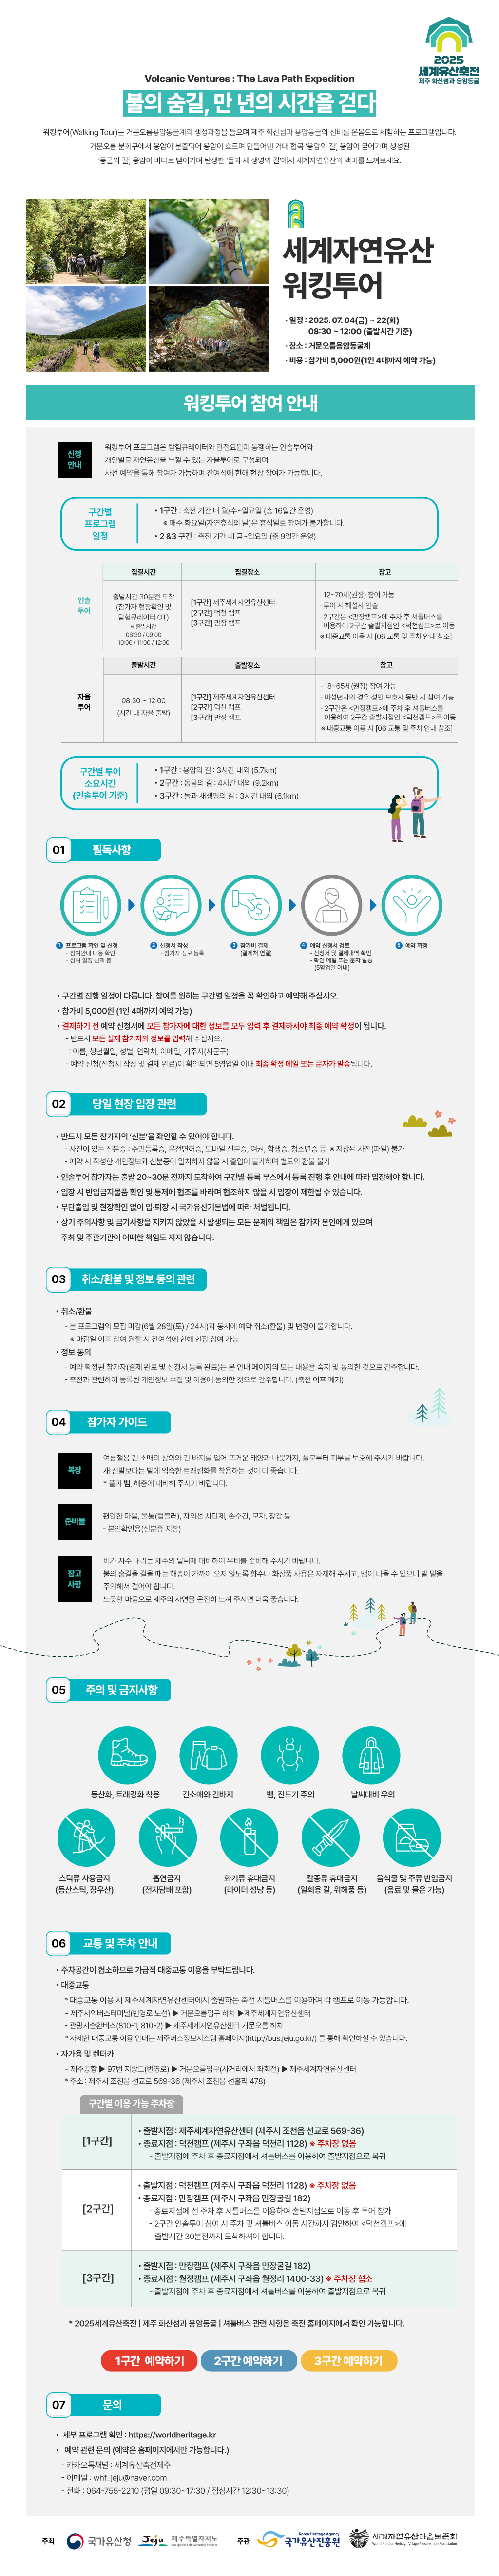 2025
세계유산축전
제주 화산섬과 용암동굴
Volcanic Ventures : The Lava Path Expedition
불의 숨길, 만 년의 시간을 걷다
워킹투어(Walking Tour)는 거문오름용암동굴계의 생성과정을 들으며 제주 화산섬과 용암동굴의 신비를 온몸으로 체험하는 프로그램입니다.
거문오름 분화구에서 용암이 분출되어 용암이 흐르며 만들어낸 거대 협곡 '용암의 길', 용암이 굳어가며 생성된
'동굴의 길', 용암이 바다로 뻗어가며 탄생한 '돌과 새 생명의 길'에서 세계자연유산의 백미를 느껴보세요.
세계자연유산
워킹투어
· 일정 : 2025. 07. 04(금) ~ 22(화)
08:30 ~ 12:00 (출발시간 기준)
· 장소 : 거문오름용암동굴계
· 비용 : 참가비 5,000원(1인 4매까지 예약 가능)
워킹투어 참여 안내
신청
안내
워킹투어 프로그램은 탐험큐레이터와 안전요원이 동행하는 인솔투어와
개인별로 자연유산을 느낄 수 있는 자율투어로 구성되며
사전 예약을 통해 참여가 가능하며 잔여석에 한해 현장 참여가 가능합니다.
구간별
프로그램
일정
• 1구간 : 축전 기간 내 월/수~일요일 (총 16일간 운영)
※ 매주 화요일(자연휴식의 날)은 휴식일로 참여가 불가합니다.
• 2 &3 구간 : 축전 기간 내 금~일요일 (총 9일간 운영)
집결시간 집결장소 참고
인솔
투어
출발시간 30분전 도착
(참가자 현장확인 및
탐험큐레이터 OT)
※ 출발시간
08:30 / 09:00
10:00 / 11:00 / 12:00
[1구간] 제주세계자연유산센터
[2구간] 덕천 캠프
[3구간] 만장 캠프
· 12~70세(권장) 참여 가능
· 투어 시 해설사 인솔
· 2구간은 <만장캠프>에 주차 후 셔틀버스를
이용하여 2구간 출발지점인 <덕천캠프>로 이동
※ 대중교통 이용 시 [06 교통 및 주차 안내 참조]
출발시간 출발장소 참고
자율
투어
08:30 ~ 12:00
(시간 내 자율 출발)
[1구간] 제주세계자연유산센터
[2구간] 덕천 캠프
[3구간] 만장 캠프
· 18~65세(권장) 참여 가능
· 미성년자의 경우 성인 보호자 동반 시 참여 가능
· 2구간은 <만장캠프>에 주차 후 셔틀버스를
이용하여 2구간 출발지점인 <덕천캠프>로 이동
※ 대중교통 이용 시 [06 교통 및 주차 안내 참조]
구간별 투어
소요시간
(인솔투어 기준)
• 1구간 : 용암의 길 : 3시간 내외 (5.7km)
• 2구간 : 동굴의 길 : 4시간 내외 (9.2km)
• 3구간 : 돌과 새생명의 길 : 3시간 내외 (6.1km)
01 필독사항
1 프로그램 확인 및 신청
- 참여안내 내용 확인
- 참여 일정 선택 등
2 신청서 작성
- 참가자 정보 등록
3 참가비 결제
(결제처 연결)
4 예약 신청서 검토
- 신청서 및 결제내역 확인
- 확인 메일 또는 문자 발송
(5영업일 이내)
5 예약 확정
• 구간별 진행 일정이 다릅니다. 참여를 원하는 구간별 일정을 꼭 확인하고 예약해 주십시오.
• 참가비 5,000원 (1인 4매까지 예약 가능)
• 결제하기 전 예약 신청서에 모든 참가자에 대한 정보를 모두 입력 후 결제하셔야 최종 예약 확정이 됩니다.
- 반드시 모든 실제 참가자의 정보를 입력해 주십시오.
: 이름, 생년월일, 성별, 연락처, 이메일, 거주지(시군구)
- 예약 신청(신청서 작성 및 결제 완료)이 확인되면 5영업일 이내 최종 확정 메일 또는 문자가 발송됩니다.
02 당일 현장 입장 관련
• 반드시 모든 참가자의 '신분'을 확인할 수 있어야 합니다.
- 사진이 있는 신분증 : 주민등록증, 운전면허증, 모바일 신분증, 여권, 학생증, 청소년증 등 ※ 저장된 사진(파일) 불가
- 예약 시 작성한 개인정보와 신분증이 일치하지 않을 시 출입이 불가하며 별도의 환불 불가
• 인솔투어 참가자는 출발 20~30분 전까지 도착하여 구간별 등록 부스에서 등록 진행 후 안내에 따라 입장해야 합니다.
• 입장 시 반입금지물품 확인 및 통제에 협조를 바라며 협조하지 않을 시 입장이 제한될 수 있습니다.
• 무단출입 및 현장확인 없이 입·퇴장 시 국가유산기본법에 따라 처벌됩니다.
• 상기 주의사항 및 금기사항을 지키지 않았을 시 발생되는 모든 문제의 책임은 참가자 본인에게 있으며
주최 및 주관기관이 어떠한 책임도 지지 않습니다.
03 취소/환불 및 정보 동의 관련
• 취소/환불
- 본 프로그램의 모집 마감(6월 28일(토) / 24시)과 동시에 예약 취소(환불) 및 변경이 불가합니다.
※ 마감일 이후 참여 원할 시 잔여석에 한해 현장 참여 가능
• 정보 동의
- 예약 확정된 참가자(결제 완료 및 신청서 등록 완료)는 본 안내 페이지의 모든 내용을 숙지 및 동의한 것으로 간주합니다.
- 축전과 관련하여 등록된 개인정보 수집 및 이용에 동의한 것으로 간주합니다. (축전 이후 폐기)
04 참가자 가이드
복장
여름철용 긴 소매의 상의와 긴 바지를 입어 뜨거운 태양과 나뭇가지, 풀로부터 피부를 보호해 주시기 바랍니다.
새 신발보다는 발에 익숙한 트래킹화를 착용하는 것이 더 좋습니다.
* 풀과 뱀, 해충에 대비해 주시기 바랍니다.
준비물
편안한 마음, 물통(텀블러), 자외선 차단제, 손수건, 모자, 장갑 등
- 본인확인용(신분증 지참)
참고
사항
비가 자주 내리는 제주의 날씨에 대비하여 우비를 준비해 주시기 바랍니다.
불의 숨길을 걸을 때는 해충이 가까이 오지 않도록 향수나 화장품 사용은 자제해 주시고, 뱀이 나올 수 있으니 발 밑을
주의해서 걸어야 합니다.
느긋한 마음으로 제주의 자연을 온전히 느껴 주시면 더욱 좋습니다.
05 주의 및 금지사항
등산화, 트래킹화 착용
긴소매와 긴바지
뱀, 진드기 주의
날씨대비 우의
스틱류 사용금지
(등산스틱, 장우산)
흡연금지
(전자담배 포함)
화기류 휴대금지
(라이터 성냥 등)
칼종류 휴대금지
(일회용 칼, 위해품 등)
음식물 및 주류 반입금지
(음료 및 물은 가능)
06 교통 및 주차 안내
• 주차공간이 협소하므로 가급적 대중교통 이용을 부탁드립니다.
• 대중교통
* 대중교통 이용 시 제주세계자연유산센터에서 출발하는 축전 셔틀버스를 이용하여 각 캠프로 이동 가능합니다.
- 제주시외버스터미널(번영로 노선) ▶ 거문오름입구 하차 ▶제주세계자연유산센터
- 관광지순환버스(810-1, 810-2) ▶ 제주세계자연유산센터 거문오름 하차
* 자세한 대중교통 이용 안내는 제주버스정보시스템 홈페이지(http://bus.jeju.go.kr/) 를 통해 확인하실 수 있습니다.
• 자가용 및 렌터카
- 제주공항 ▶ 97번 지방도(번영로) ▶ 거문오름입구(사거리에서 좌회전) ▶ 제주세계자연유산센터
* 주소 : 제주시 조천읍 선교로 569-36 (제주시 조천읍 선흘리 478)
구간별 이용 가능 주차장
[1구간]
• 출발지점 : 제주세계자연유산센터 (제주시 조천읍 선교로 569-36)
• 종료지점 : 덕천캠프 (제주시 구좌읍 덕천리 1128) ※ 주차장 없음
- 출발지점에 주차 후 종료지점에서 셔틀버스를 이용하여 출발지점으로 복귀
[2구간]
• 출발지점 : 덕천캠프 (제주시 구좌읍 덕천리 1128) ※ 주차장 없음
• 종료지점 : 만장캠프 (제주시 구좌읍 만장굴길 182)
- 종료지점에 선 주차 후 셔틀버스를 이용하여 출발지점으로 이동 후 투어 참가
- 2구간 인솔투어 참여 시 주차 및 셔틀버스 이동 시간까지 감안하여 <덕천캠프>에
출발시간 30분전까지 도착하셔야 합니다.
[3구간]
• 출발지점 : 만장캠프 (제주시 구좌읍 만장굴길 182)
• 종료지점 : 월정캠프 (제주시 구좌읍 월정리 1400-33) ※ 주차장 협소
- 출발지점에 주차 후 종료지점에서 셔틀버스를 이용하여 출발지점으로 복귀
* 2025세계유산축전 | 제주 화산섬과 용암동굴 | 셔틀버스 관련 사항은 축전 홈페이지에서 확인 가능합니다.
1구간 예약하기 2구간 예약하기 3구간 예약하기
07 문의
• 세부 프로그램 확인 : https://worldheritage.kr
• 예약 관련 문의 (예약은 홈페이지에서만 가능합니다.)
- 카카오톡채널 : 세계유산축전제주
- 이메일 : whf_jeju@naver.com
- 전화 : 064-755-2210 (평일 09:30~17:30 / 점심시간 12:30~13:30)
주최 국가유산청 Jeju 제주특별자치도 주관 Korea Heritage Agency 국가유산진흥원 세계자연유산마을보존회
World Natural Heritage Village Preservation Association